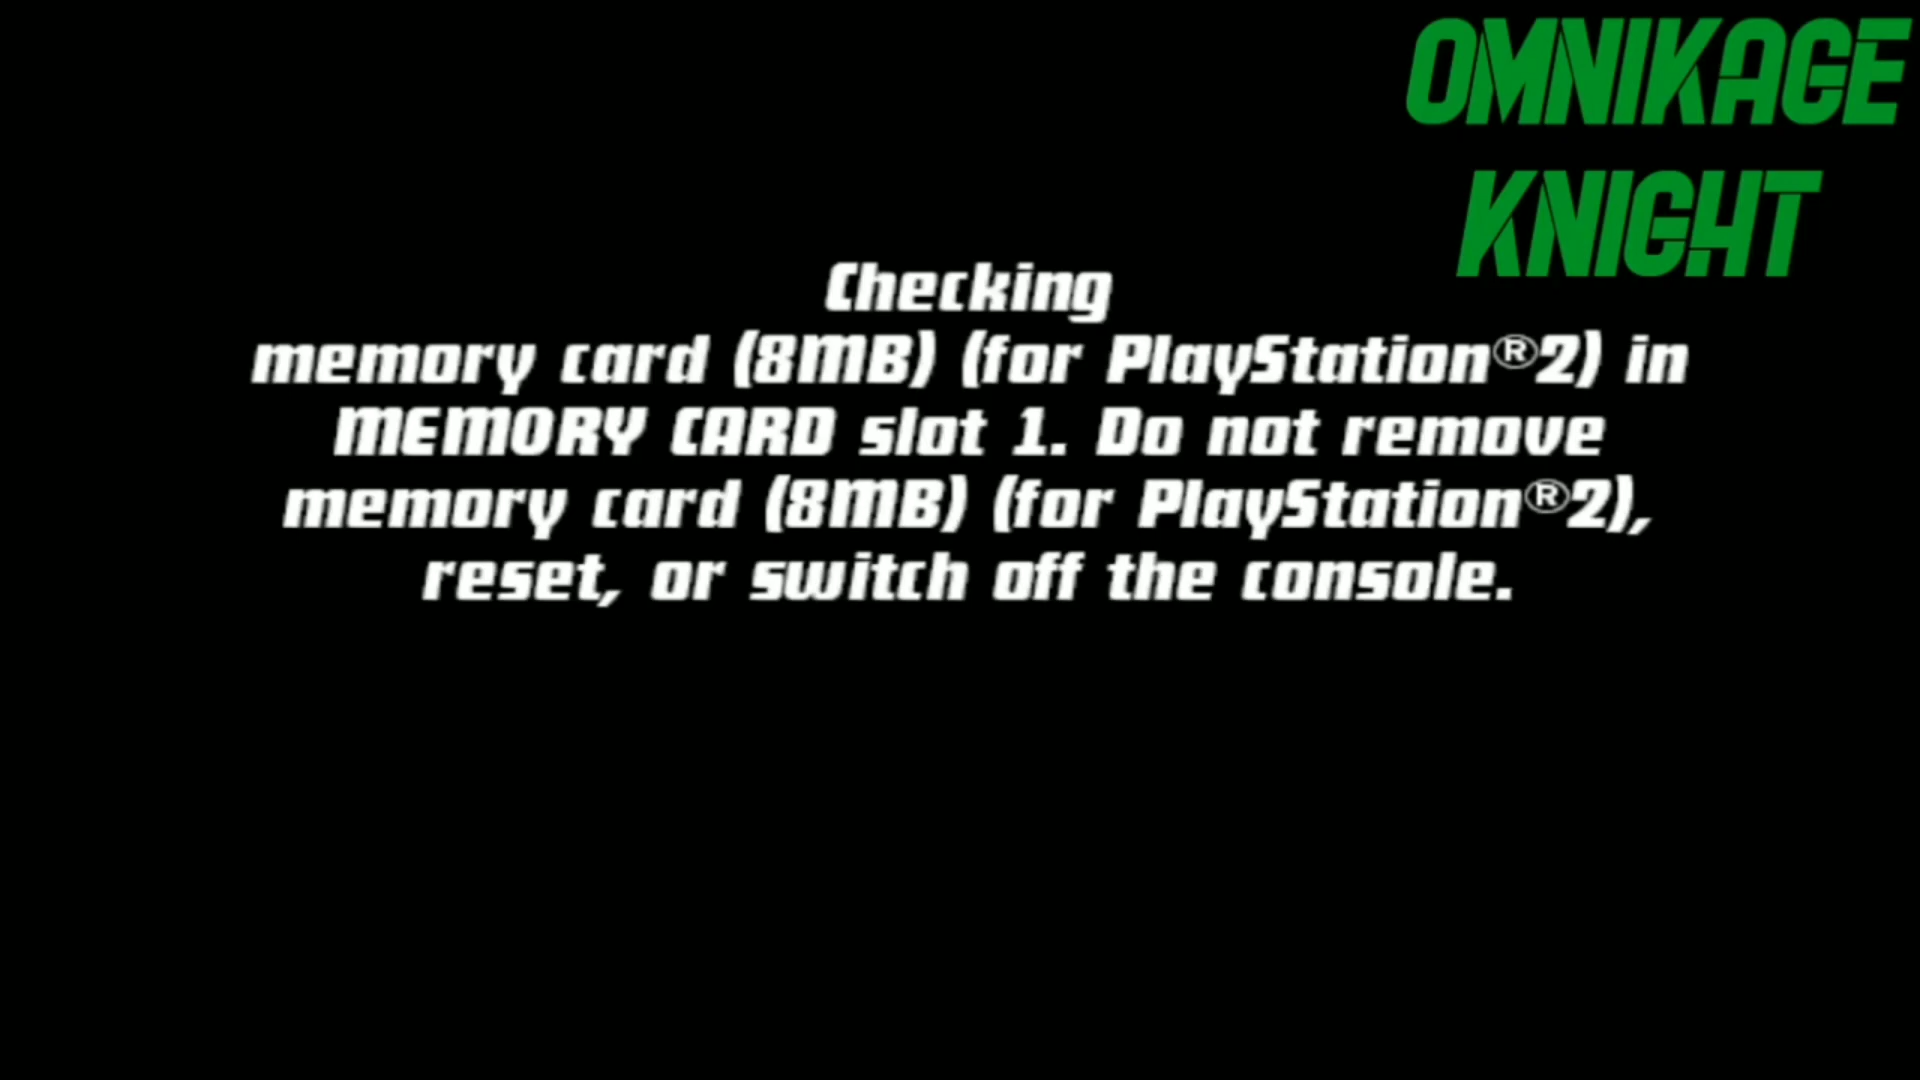 OMNIKAGE
KNIGHT
Checking
memory card (8MB) (for PlayStation®2) in
MEMORY CARD slot 1. Do not remove
memory card (8MB) (for PlayStation®2),
reset, or switch off the console.